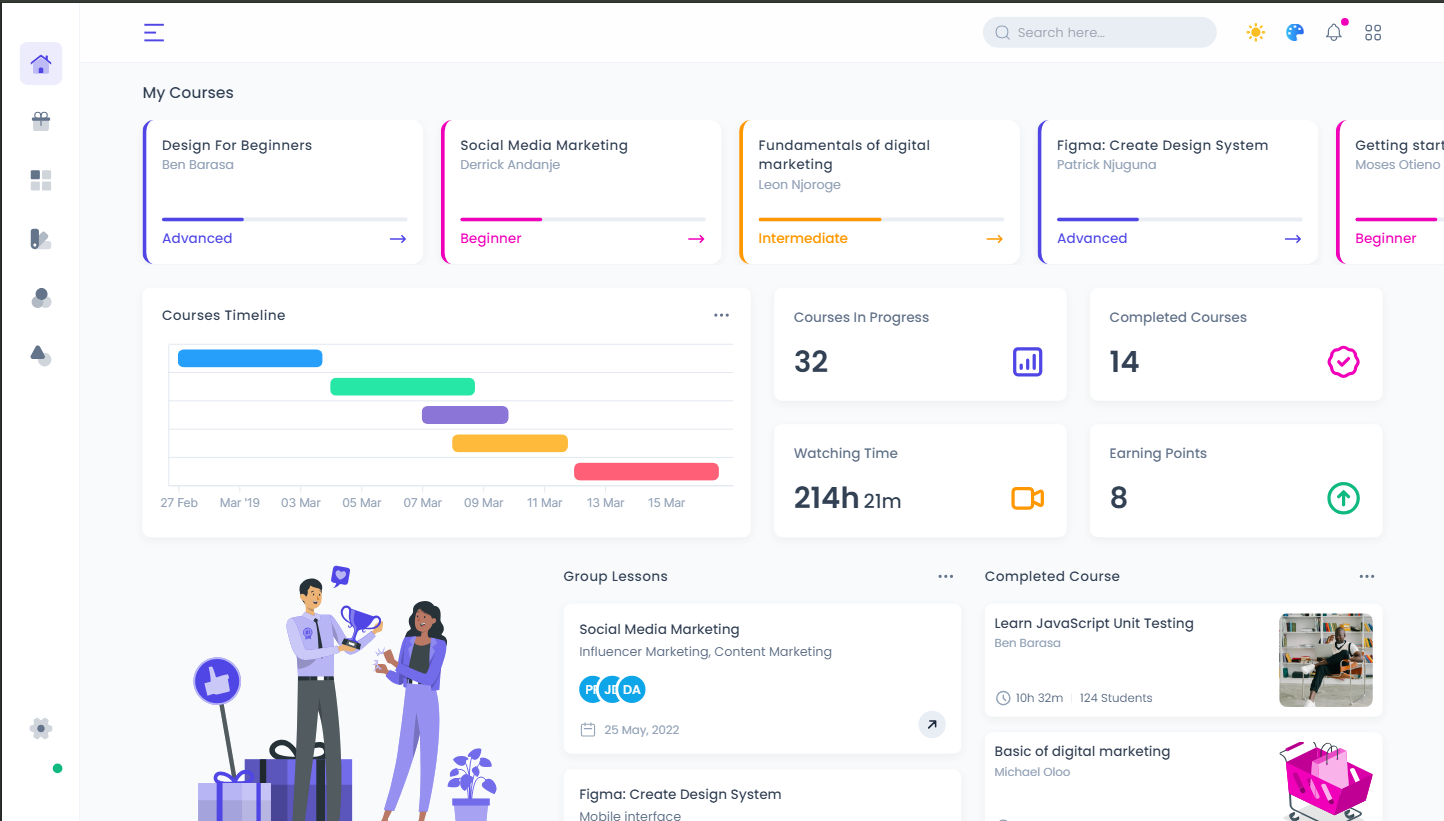 Search here...
My Courses
Design For Beginners
Ben Barasa
Advanced
Social Media Marketing
Derrick Andanje
Beginner
Fundamentals of digital
marketing
Leon Njoroge
Intermediate
Figma: Create Design System
Patrick Njuguna
Advanced
Getting start
Moses Otieno
Beginner
Courses Timeline
27 Feb
Mar '19
03 Mar
05 Mar
07 Mar
09 Mar
11 Mar
13 Mar
15 Mar
Courses In Progress
32
Completed Courses
14
Watching Time
214h 21m
Earning Points
8
Group Lessons
Social Media Marketing
Influencer Marketing, Content Marketing
DA
25 May, 2022
Figma: Create Design System
Mobile interface
Completed Course
Learn JavaScript Unit Testing
Ben Barasa
10h 32m
124 Students
Basic of digital marketing
Michael Oloo